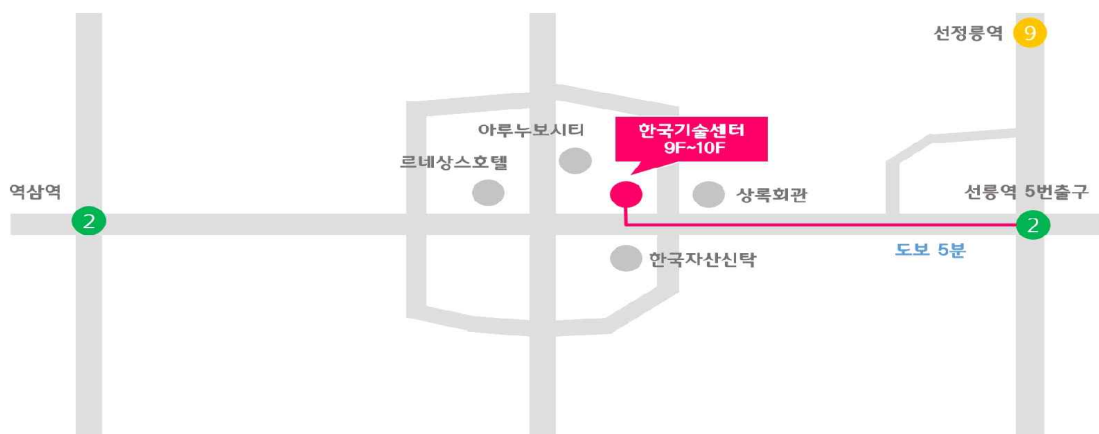 선정릉역 9
아루누보시티
한국기술센터
9F~10F
르네상스호텔
역삼역
상록회관
선릉역 5번출구
2
2
도보 5분
한국자산신탁